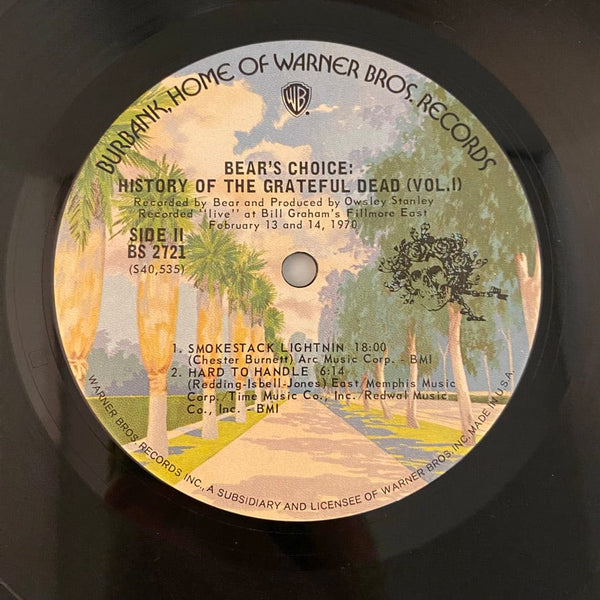 BURBANK, HOME OF WARNER BROS. RECORDS
WB
BEAR'S CHOICE:
HISTORY OF THE GRATEFUL DEAD (VOL.I)
Recorded by Bear and Produced by Owsley Stanley
Recorded "live" at Bill Graham's Fillmore East
February 13 and 14, 1970
SIDE II
BS 2721
(S40,535)
1. SMOKESTACK LIGHTNIN 18:00
(Chester Burnett) Arc Music Corp. - BMI
2. HARD TO HANDLE 6:14
(Redding-Isbell-Jones) East/Memphis Music
Corp./Time Music Co., Inc./Redwal Music
Co., Inc. - BMI
WARNER BROS. RECORDS INC., A SUBSIDIARY AND LICENSEE OF WARNER BROS. INC. MADE IN U.S.A.